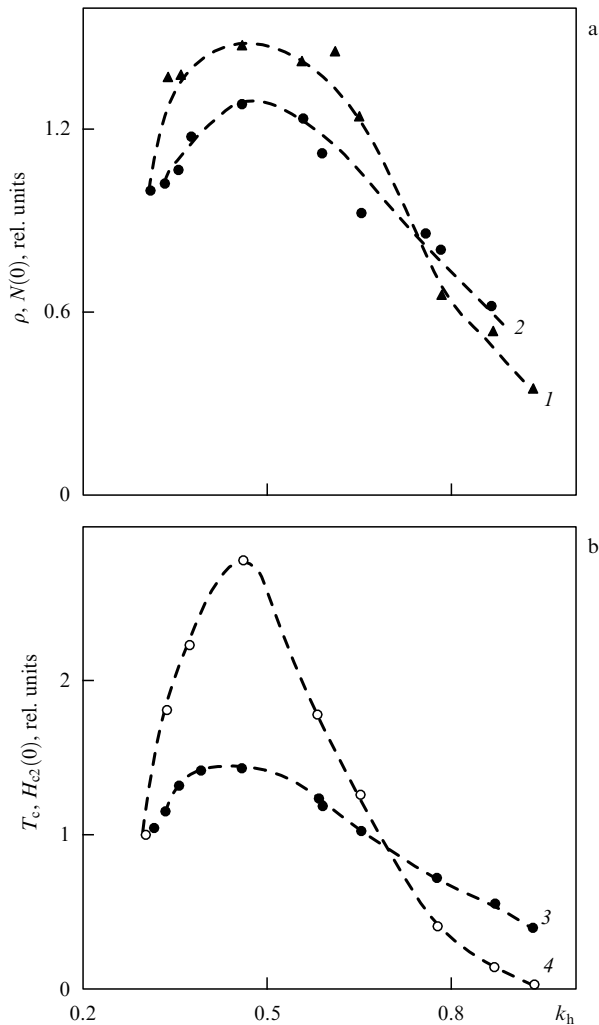 a
ρ, N(0), rel. units
1.2
0.6
0
2
1
b
T_c, H_c2(0), rel. units
2
1
0
3
4
0.2 0.5 0.8 k_h